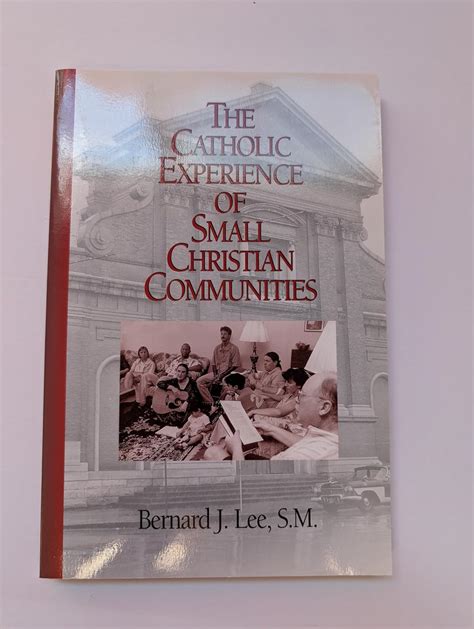 THE
CATHOLIC
EXPERIENCE
OF
SMALL
CHRISTIAN
COMMUNITIES
Bernard J. Lee, S.M.